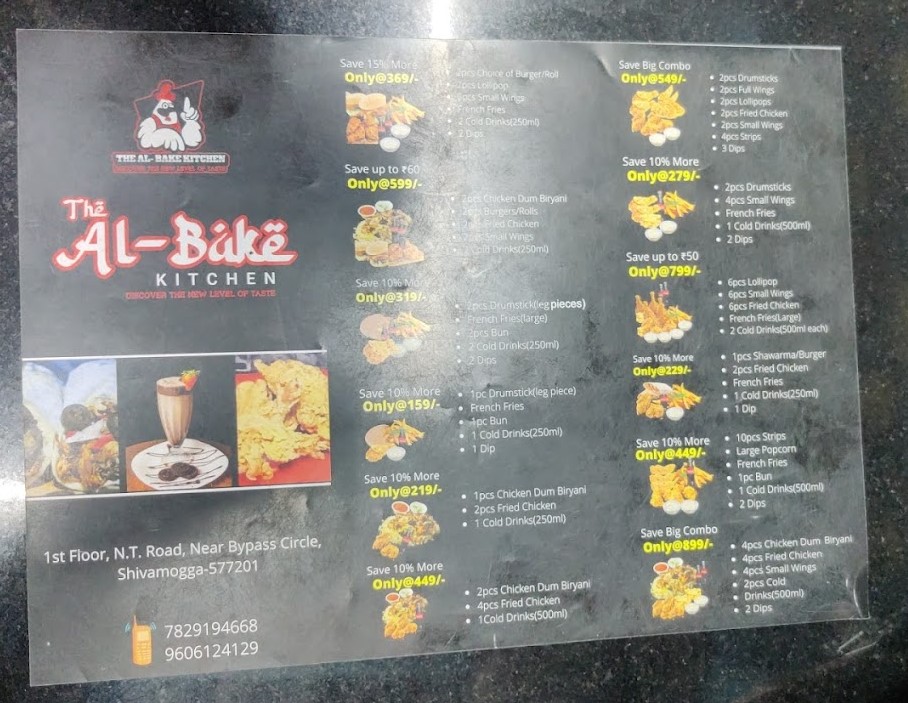 THE AL- BAKE KITCHEN
DISCOVER THE NEW LEVEL OF TASTE
The
Al-Bake
KITCHEN
DISCOVER THE NEW LEVEL OF TASTE
1st Floor, N.T. Road, Near Bypass Circle,
Shivamogga-577201
7829194668
9606124129
Save 15% More
Only@369/-
2pcs Choice of Burger/Roll
2pcs Lollipop
2pcs Small Wings
French Fries
2 Cold Drinks(250ml)
2 Dips
Save up to ₹60
Only@599/-
2pcs Chicken Dum Biryani
2pcs Burgers/Rolls
Fried Chicken
Small Wings
Cold Drinks(250ml)
Save 10% Mo
Only@319/-
2pcs Drumstick(leg pieces)
French Fries(large)
2pcs Bun
2 Cold Drinks(250ml)
2 Dips
Save 10% More
Only@159/-
1pc Drumstick(leg piece)
French Fries
1pc Bun
1 Cold Drinks(250ml)
1 Dip
Save 10% More
Only@219/-
1pcs Chicken Dum Biryani
2pcs Fried Chicken
1 Cold Drinks(250ml)
Save 10% More
Only@449/-
2pcs Chicken Dum Biryani
4pcs Fried Chicken
1Cold Drinks(500ml)
Save Big Combo
Only@549/-
2pcs Drumsticks
2pcs Full Wings
2pcs Lollipops
2pcs Fried Chicken
2pcs Small Wings
4pcs Strips
3 Dips
Save 10% More
Only@279/-
2pcs Drumsticks
4pcs Small Wings
French Fries
1 Cold Drinks(500ml)
2 Dips
Save up to ₹50
Only@799/-
6pcs Lollipop
6pcs Small Wings
6pcs Fried Chicken
French Fries(Large)
2 Cold Drinks(500ml each)
Save 10% More
Only@229/-
1pcs Shawarma/Burger
2pcs Fried Chicken
French Fries
1 Cold Drinks(250ml)
1 Dip
Save 10% More
Only@449/-
10pcs Strips
Large Popcorn
French Fries
1pc Bun
1 Cold Drinks(500ml)
2 Dips
Save Big Combo
Only@899/-
4pcs Chicken Dum Biryani
4pcs Fried Chicken
4pcs Small Wings
2pcs Cold
Drinks(500ml)
2 Dips